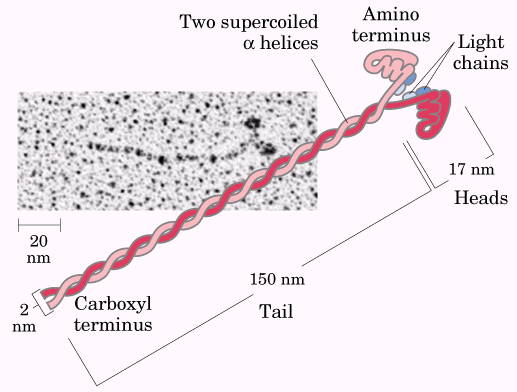 Two supercoiled
α helices
Amino
terminus
Light
chains
17 nm
Heads
20
nm
150 nm
Tail
2
nm
Carboxyl
terminus